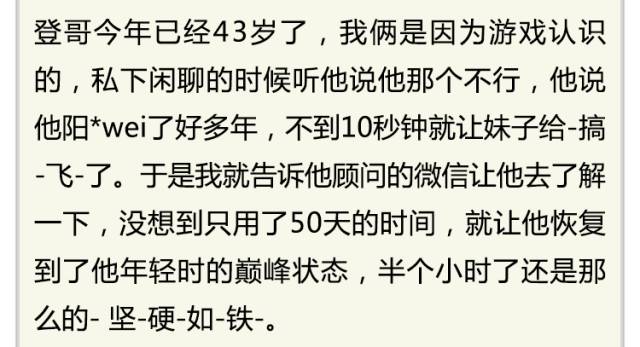 登哥今年已经43岁了，我俩是因为游戏认识
的，私下闲聊的时候听他说他那个不行，他说
他阳*wei了好多年，不到10秒钟就让妹子给-搞
-飞-了。于是我就告诉他顾问的微信让他去了解
一下，没想到只用了50天的时间，就让他恢复
到了他年轻时的巅峰状态，半个小时了还是那
么的- 坚-硬-如-铁-。